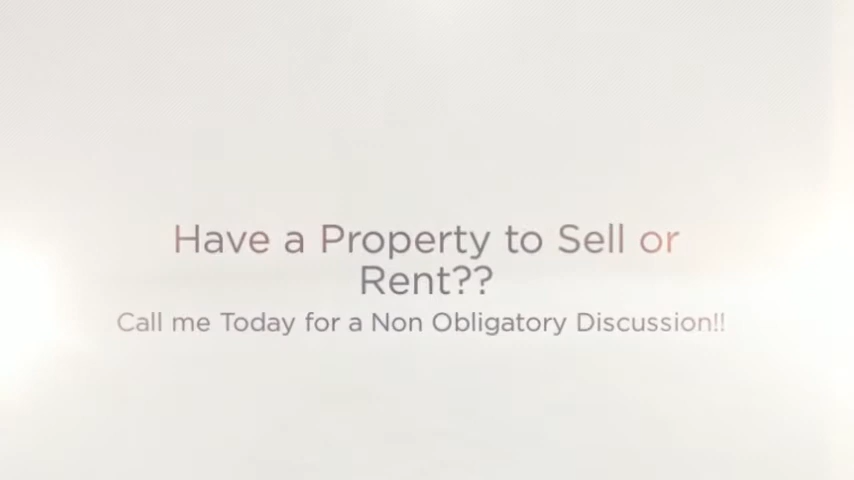 Have a Property to Sell or
Rent??
Call me Today for a Non Obligatory Discussion!!